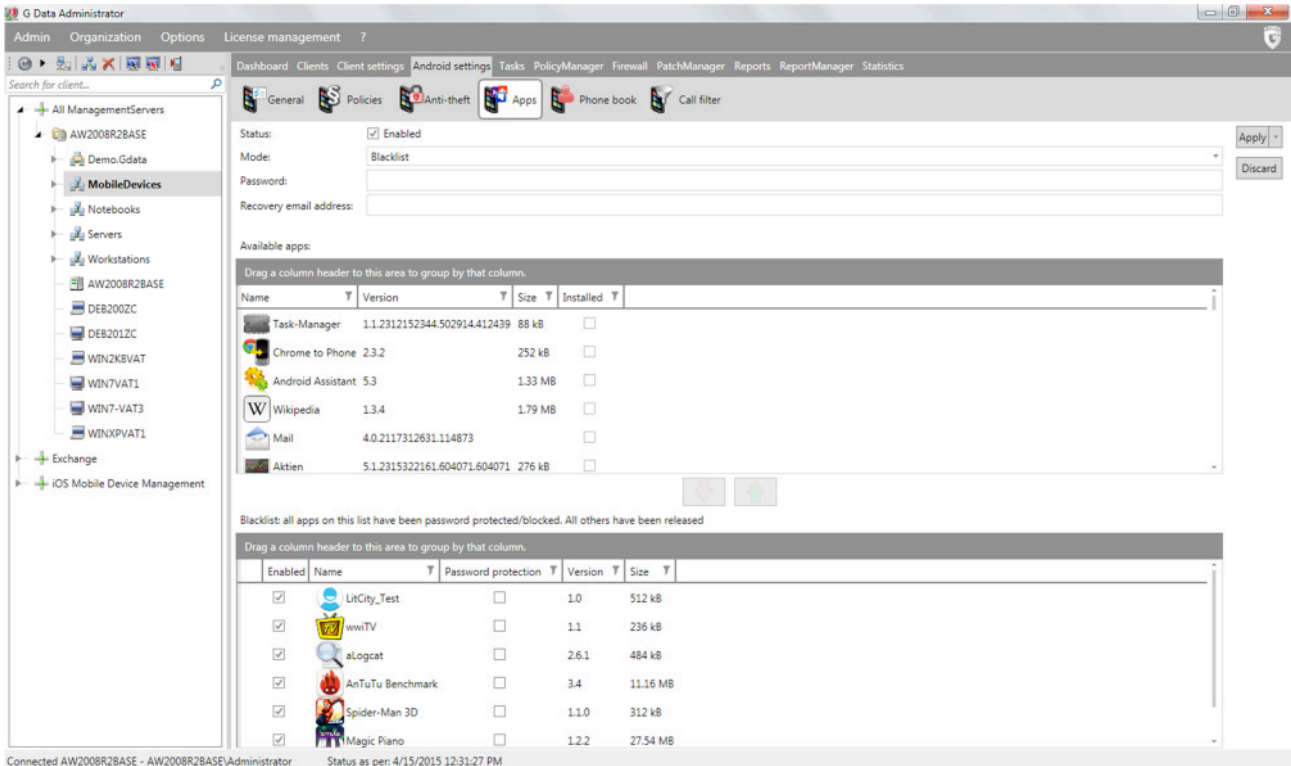 G Data Administrator
Admin Organization Options License management ?
Dashboard Clients Client settings Android settings Tasks PolicyManager Firewall PatchManager Reports ReportManager Statistics
Search for client...
General Policies Anti-theft Apps Phone book Call filter
All ManagementServers
AW2008R2BASE
Demo.Gdata
MobileDevices
Notebooks
Servers
Workstations
AW2008R2BASE
DEB200ZC
DEB201ZC
WIN2K8VAT
WIN7VAT1
WIN7-VAT3
WINXPVAT1
Exchange
iOS Mobile Device Management
Status: Enabled
Mode: Blacklist
Password:
Recovery email address:
Apply
Discard
Available apps:
Drag a column header to this area to group by that column.
Name Version Size Installed
Task-Manager 1.1.2312152344.502914.412439 88 kB
Chrome to Phone 2.3.2 252 kB
Android Assistant 5.3 1.33 MB
W Wikipedia 1.3.4 1.79 MB
Mail 4.0.2117312631.114873
Aktien 5.1.2315322161.604071.604071 276 kB
Blacklist: all apps on this list have been password protected/blocked. All others have been released
Drag a column header to this area to group by that column.
Enabled Name Password protection Version Size
LitCity_Test 1.0 512 kB
TV wwiTV 1.1 236 kB
aLogcat 2.6.1 484 kB
AnTuTu Benchmark 3.4 11.16 MB
Spider-Man 3D 1.1.0 312 kB
smule Magic Piano 1.2.2 27.54 MB
Connected AW2008R2BASE - AW2008R2BASE\Administrator Status as per: 4/15/2015 12:31:27 PM